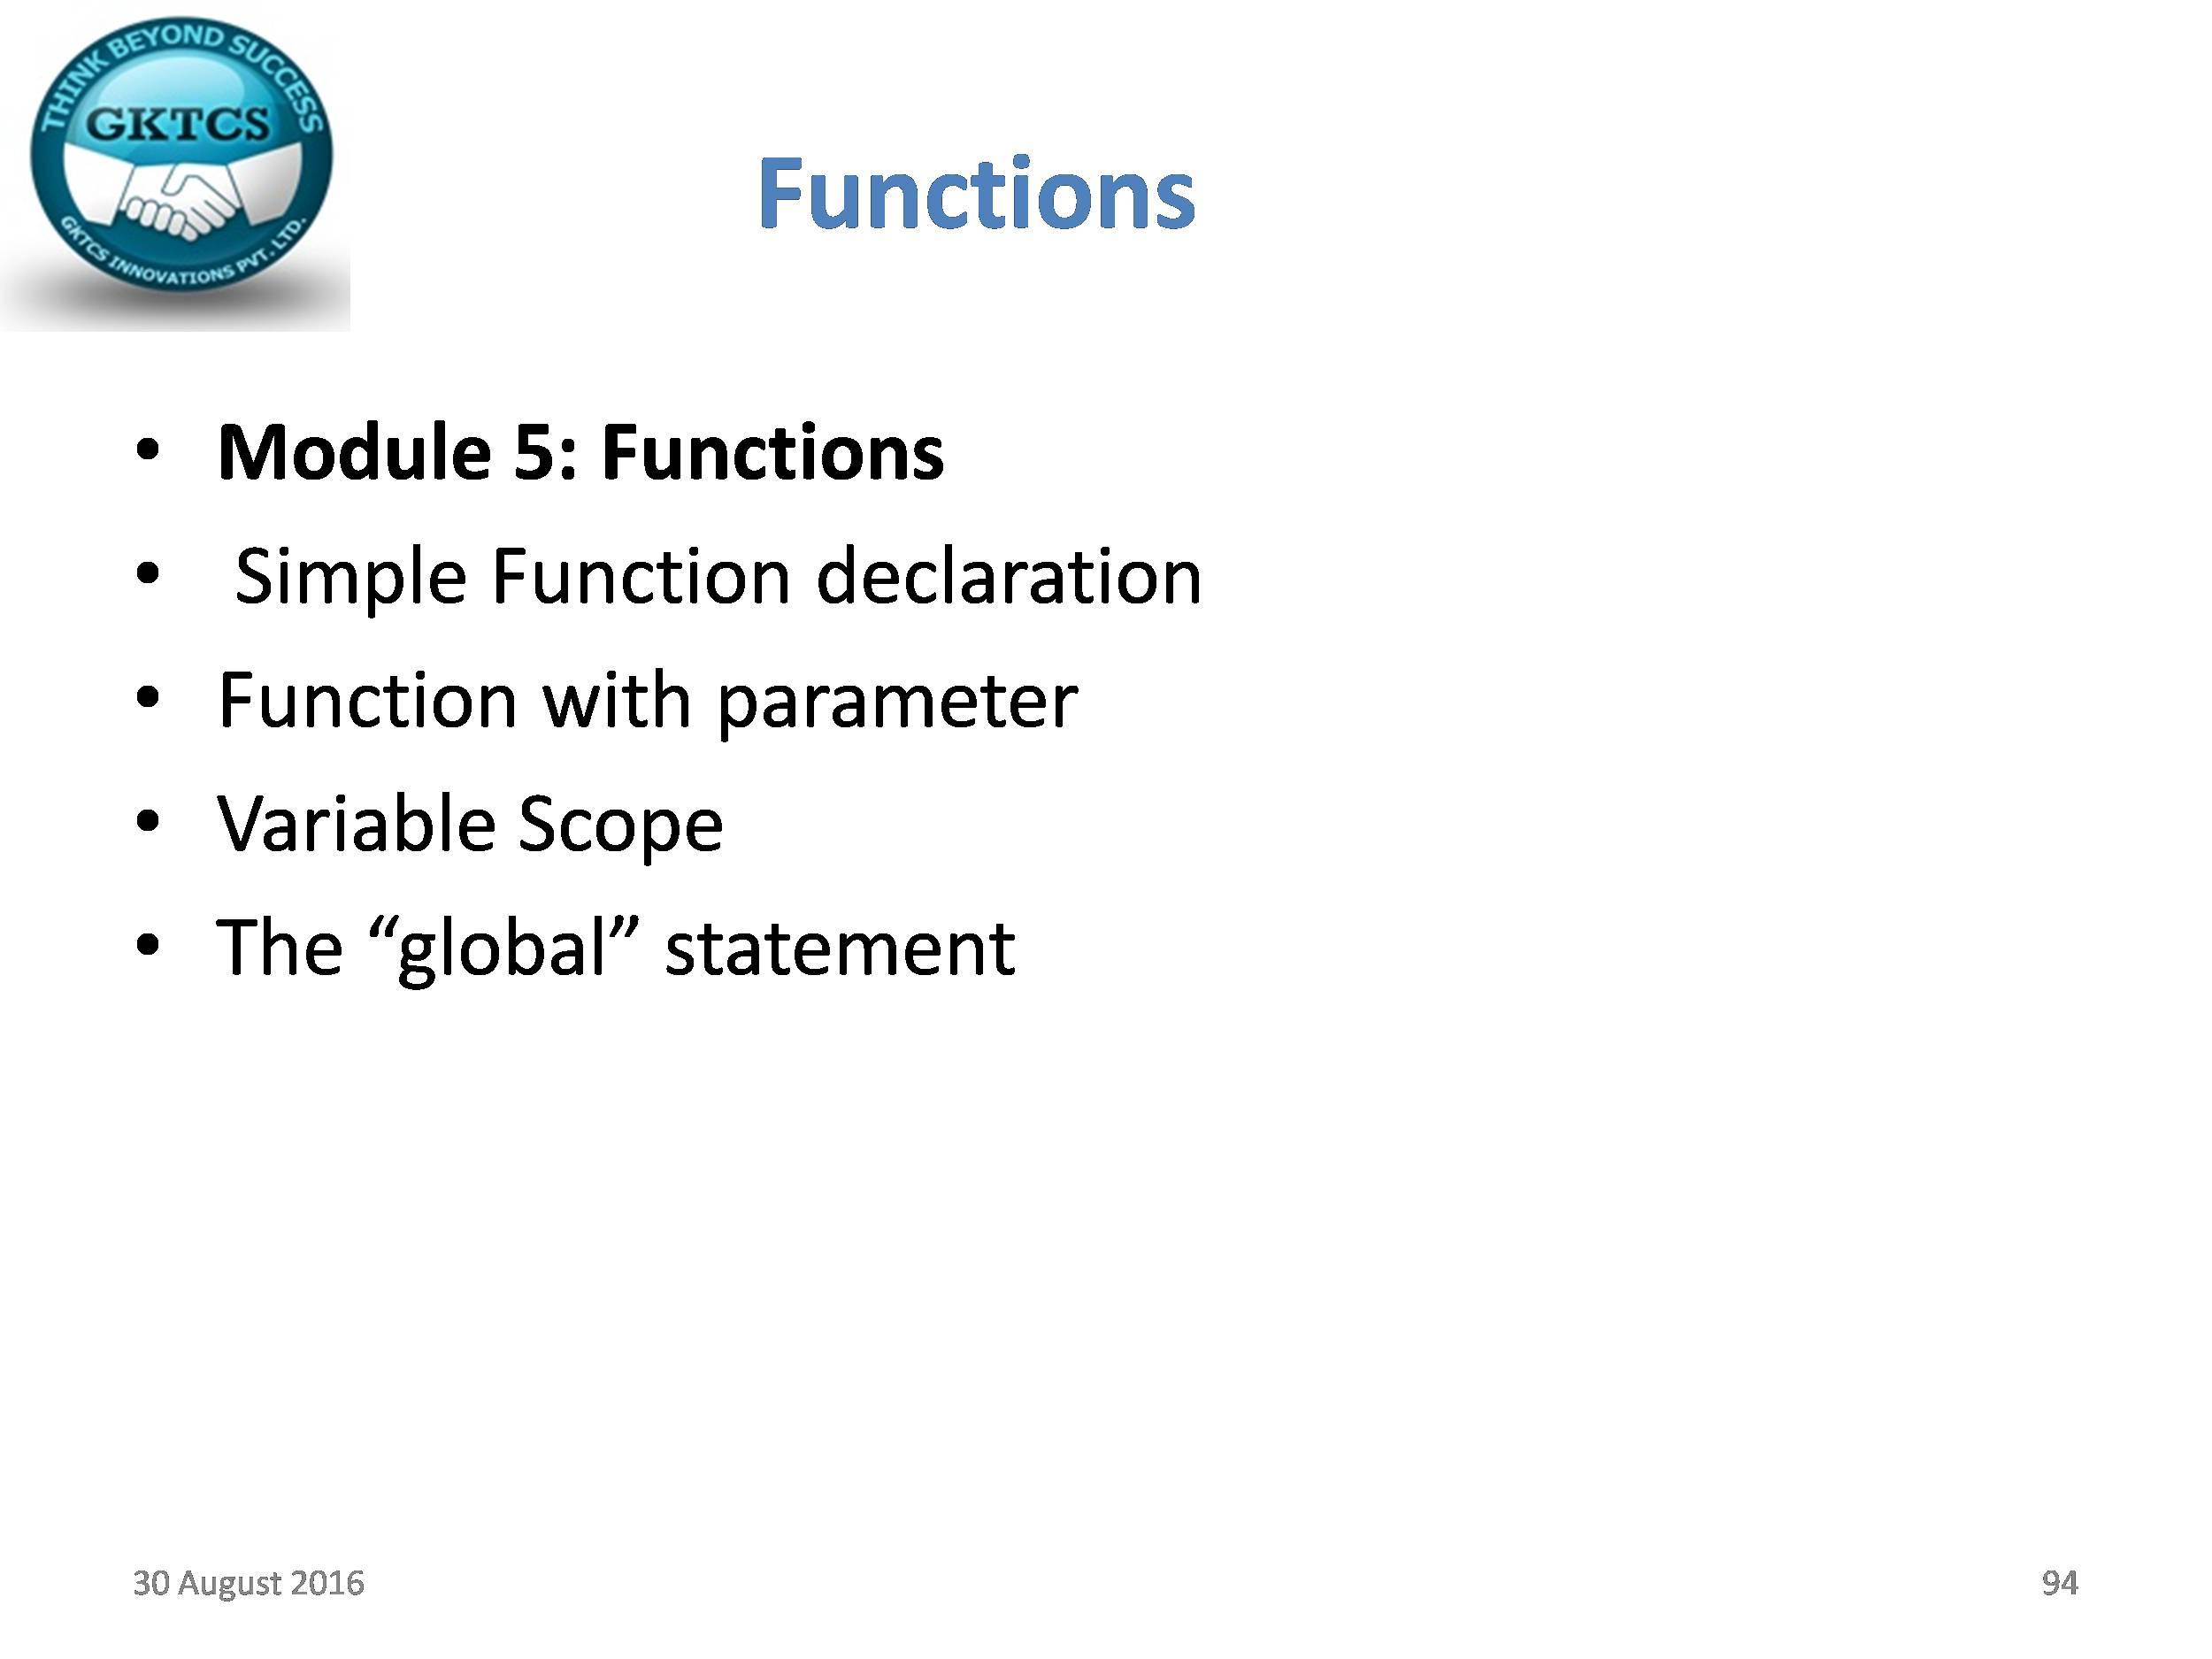 THINK BEYOND SUCCESS
GKTCS
GKTCS INNOVATIONS PVT. LTD.
Functions
• Module 5: Functions
• Simple Function declaration
• Function with parameter
• Variable Scope
• The “global” statement
30 August 2016
94